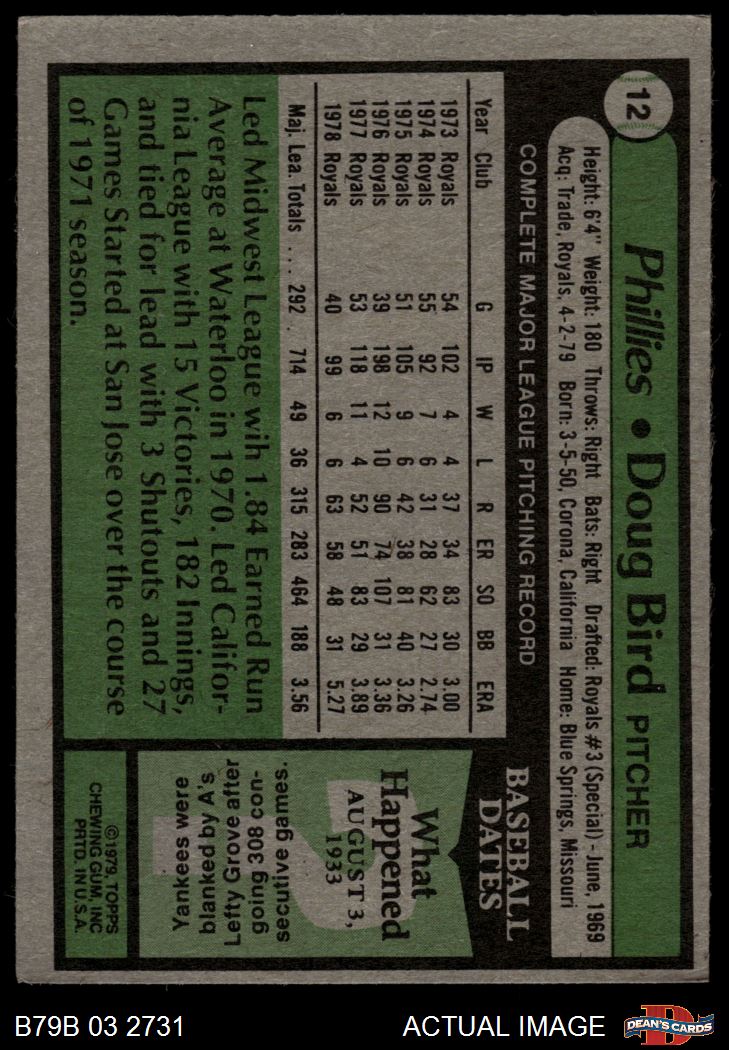 12
Phillies • Doug Bird PITCHER
Height: 6'4" Weight: 180 Throws: Right Bats: Right Drafted: Royals #3 (Special) - June, 1969
Acq: Trade, Royals, 4-2-79 Born: 3-5-50, Corona, California Home: Blue Springs, Missouri
COMPLETE MAJOR LEAGUE PITCHING RECORD
Year Club G IP W L R ER SO BB ERA
1973 Royals 54 102 4 4 37 34 83 30 3.00
1974 Royals 55 92 7 6 31 28 62 27 2.74
1975 Royals 51 105 9 6 42 38 81 40 3.26
1976 Royals 39 198 12 10 90 74 107 31 3.36
1977 Royals 53 118 11 4 52 51 83 29 3.89
1978 Royals 40 99 6 6 63 58 48 31 5.27
Maj. Lea. Totals .... 292 714 49 36 315 283 464 188 3.56
Led Midwest League wih 1.84 Earned Run
Average at Waterloo in 1970. Led Califor-
nia League with 15 Victories, 182 Innings,
and tied for lead with 3 Shutouts and 27
Games Started at San Jose over the course
of 1971 season.
BASEBALL
DATES
What
Happened
AUGUST 3,
1933
Yankees were
blanked by A's
Lefty Grove after
going 308 con-
secutive games.
©1979, TOPPS
CHEWING GUM, INC
PRTD. IN U.S.A.
B79B 03 2731
ACTUAL IMAGE
DEAN'S CARDS